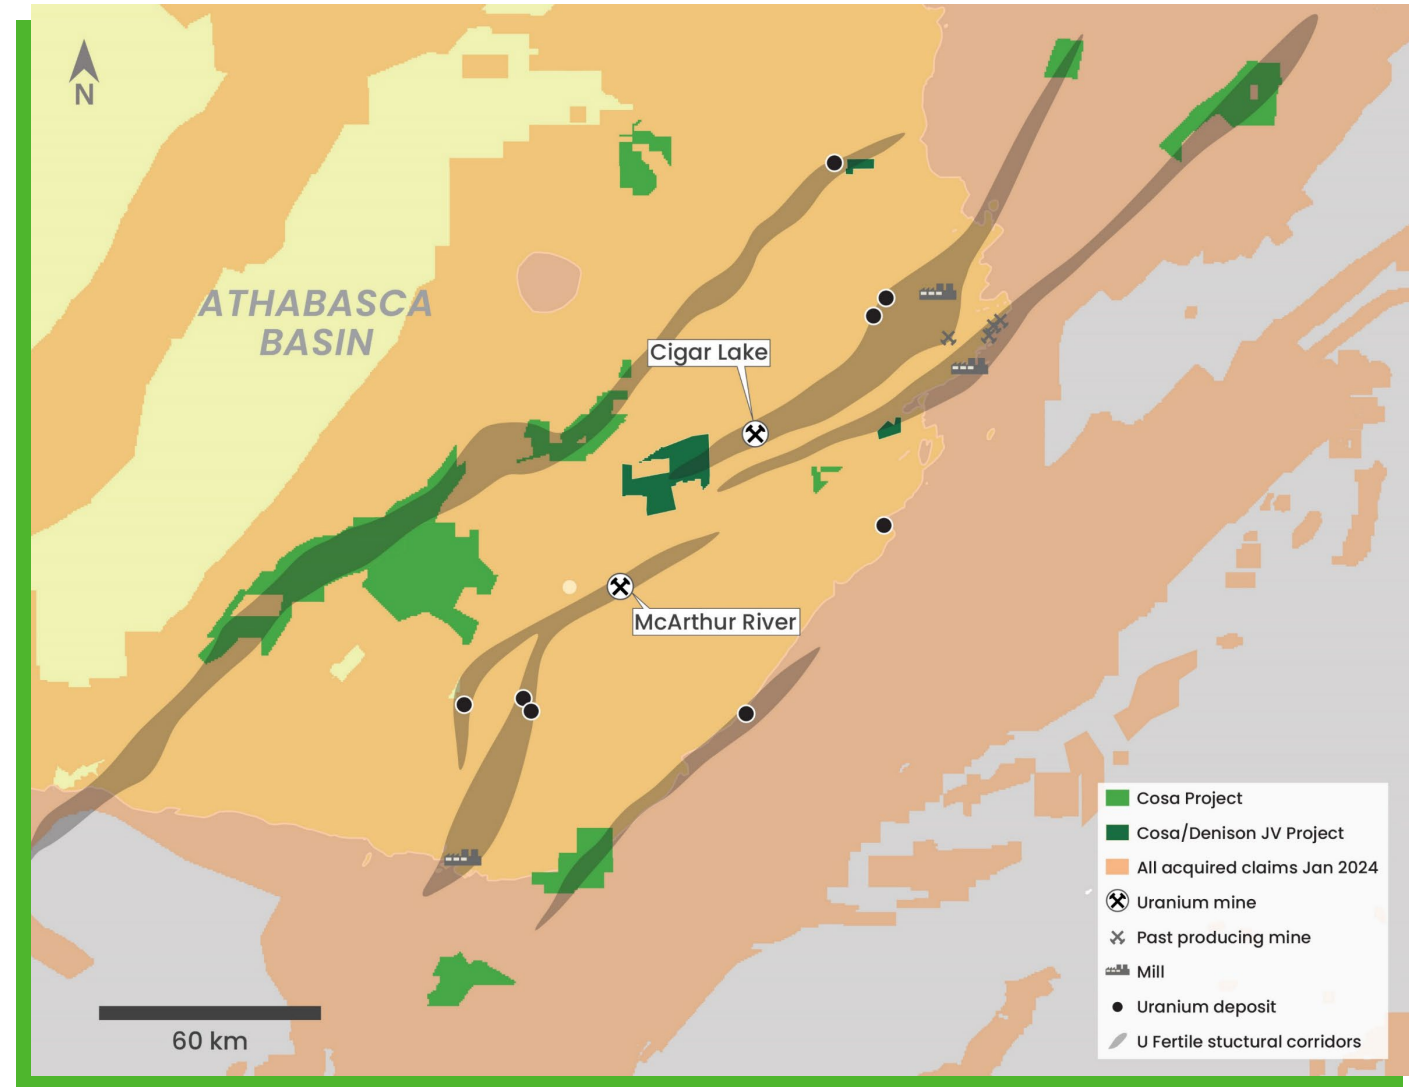 N
ATHABASCA
BASIN
Cigar Lake
McArthur River
Cosa Project
Cosa/Denison JV Project
All acquired claims Jan 2024
Uranium mine
Past producing mine
Mill
Uranium deposit
U Fertile stuctural corridors
60 km